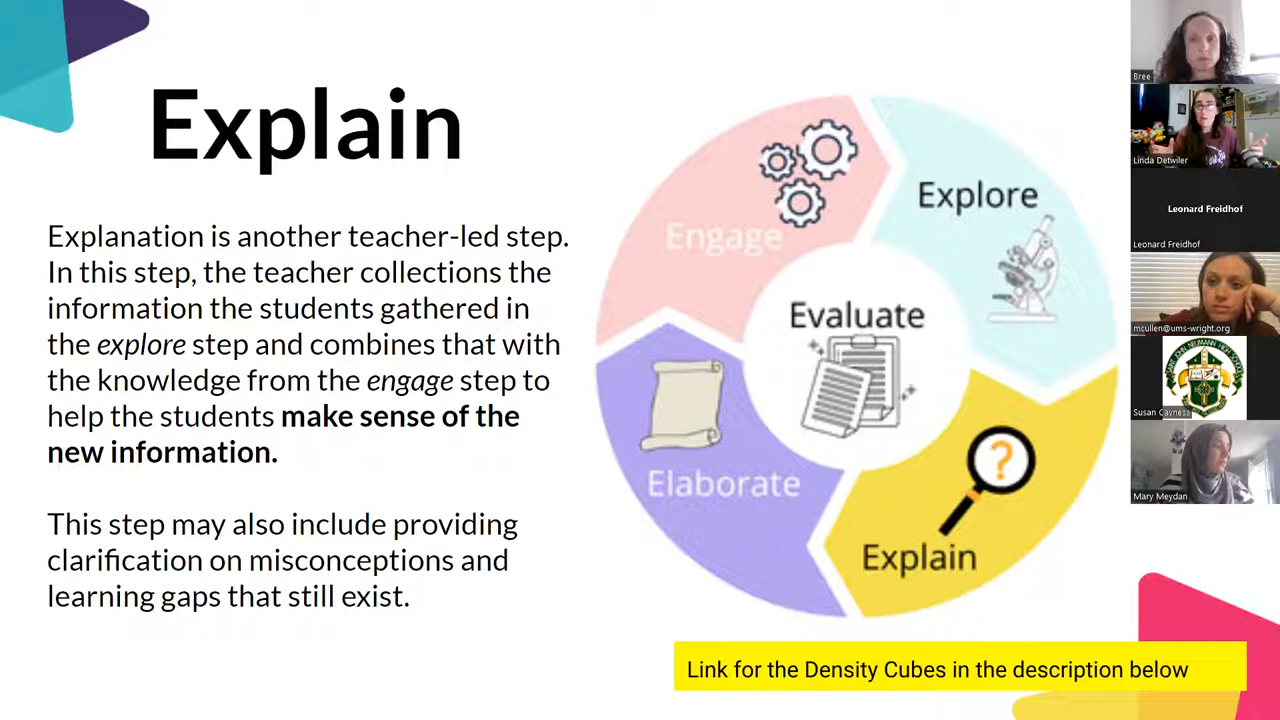 Explain
Explanation is another teacher-led step.
In this step, the teacher collections the
information the students gathered in
the explore step and combines that with
the knowledge from the engage step to
help the students make sense of the
new information.
This step may also include providing
clarification on misconceptions and
learning gaps that still exist.
Engage
Explore
Evaluate
Elaborate
Explain
Link for the Density Cubes in the description below
Bree
Linda Detwiler
Leonard Freidhof
Leonard Freidhof
mcullen@ums-wright.org
Susan Cavness
Mary Meydan